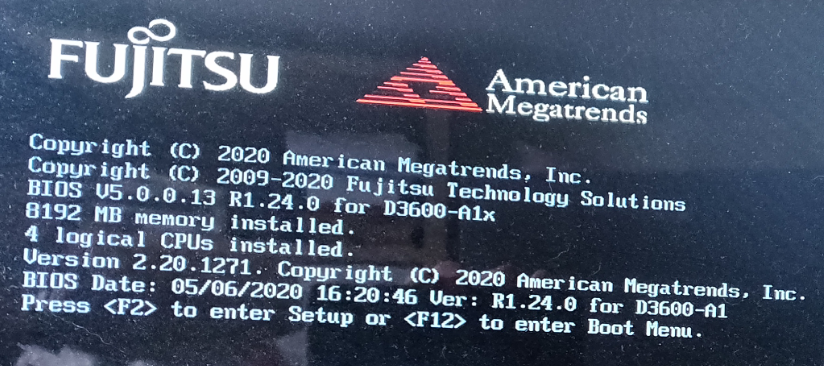 FUJITSU
American
Megatrends
Copyright (C) 2020 American Megatrends, Inc.
Copyright (C) 2009-2020 Fujitsu Technology Solutions
BIOS V5.0.0.13 R1.24.0 for D3600-A1x
8192 MB memory installed.
4 logical CPUs installed.
Version 2.20.1271. Copyright (C) 2020 American Megatrends, Inc.
BIOS Date: 05/06/2020 16:20:46 Ver: R1.24.0 for D3600-A1
Press <F2> to enter Setup or <F12> to enter Boot Menu.